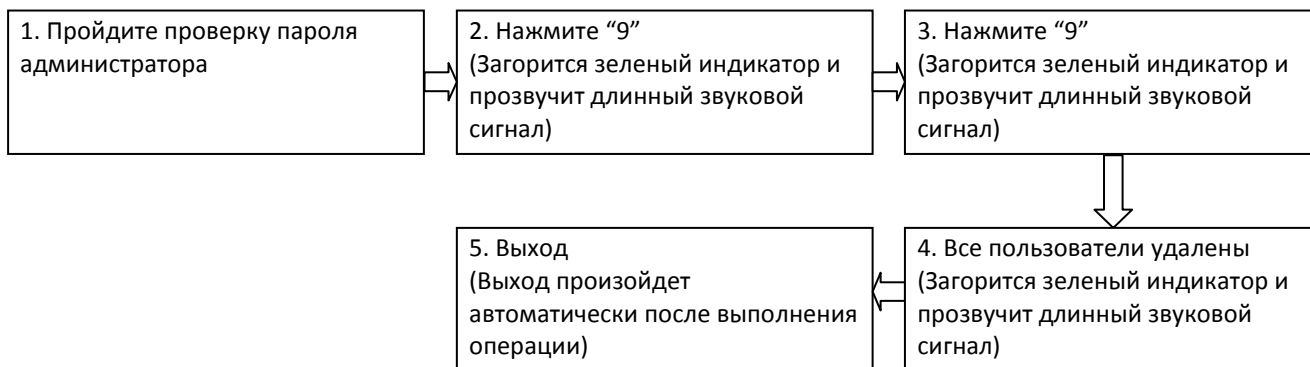 1. Пройдите проверку пароля
администратора
2. Нажмите “9”
(Загорится зеленый индикатор и
прозвучит длинный звуковой
сигнал)
3. Нажмите “9”
(Загорится зеленый индикатор и
прозвучит длинный звуковой
сигнал)
4. Все пользователи удалены
(Загорится зеленый индикатор и
прозвучит длинный звуковой
сигнал)
5. Выход
(Выход произойдет
автоматически после выполнения
операции)